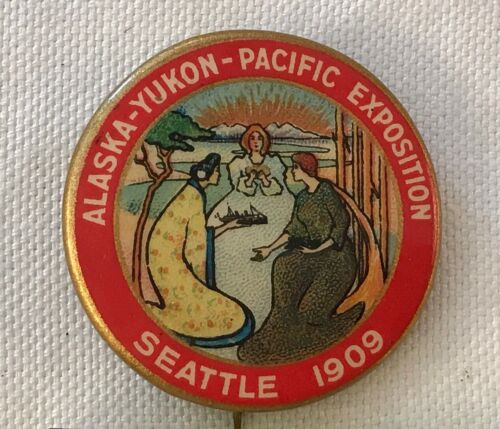 ALASKA-YUKON-PACIFIC EXPOSITION
SEATTLE 1909